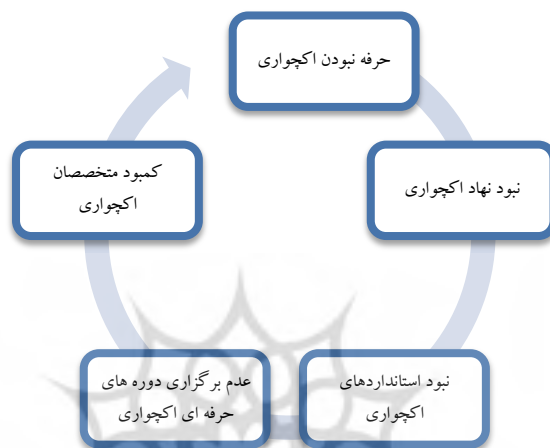 حرفه نبودن اکچواری
نبود نهاد اکچواری
نبود استانداردهای
اکچواری
عدم برگزاری دوره های
حرفه ای اکچواری
کمبود متخصصان
اکچواری